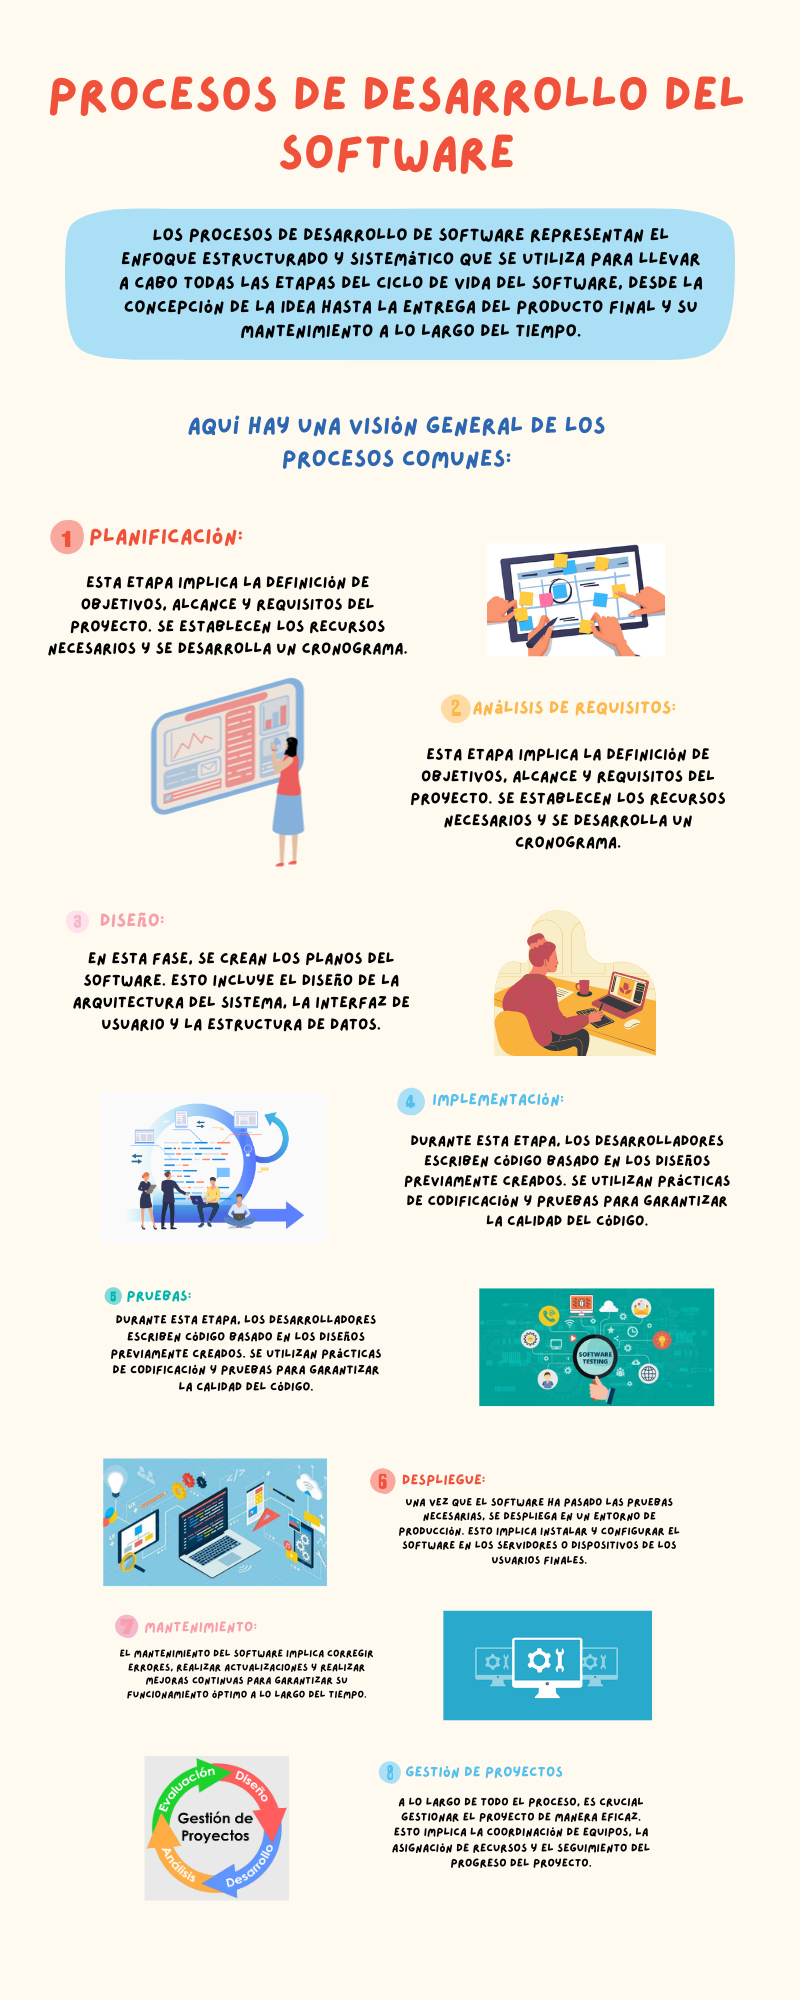 PROCESOS DE DESARROLLO DEL
SOFTWARE
LOS PROCESOS DE DESARROLLO DE SOFTWARE REPRESENTAN EL
ENFOQUE ESTRUCTURADO Y SISTEMÁTICO QUE SE UTILIZA PARA LLEVAR
A CABO TODAS LAS ETAPAS DEL CICLO DE VIDA DEL SOFTWARE, DESDE LA
CONCEPCIÓN DE LA IDEA HASTA LA ENTREGA DEL PRODUCTO FINAL Y SU
MANTENIMIENTO A LO LARGO DEL TIEMPO.
AQUÍ HAY UNA VISIÓN GENERAL DE LOS
PROCESOS COMUNES:
1 PLANIFICACIÓN:
ESTA ETAPA IMPLICA LA DEFINICIÓN DE
OBJETIVOS, ALCANCE Y REQUISITOS DEL
PROYECTO. SE ESTABLECEN LOS RECURSOS
NECESARIOS Y SE DESARROLLA UN CRONOGRAMA.
2 ANÁLISIS DE REQUISITOS:
ESTA ETAPA IMPLICA LA DEFINICIÓN DE
OBJETIVOS, ALCANCE Y REQUISITOS DEL
PROYECTO. SE ESTABLECEN LOS RECURSOS
NECESARIOS Y SE DESARROLLA UN
CRONOGRAMA.
3 DISEÑO:
EN ESTA FASE, SE CREAN LOS PLANOS DEL
SOFTWARE. ESTO INCLUYE EL DISEÑO DE LA
ARQUITECTURA DEL SISTEMA, LA INTERFAZ DE
USUARIO Y LA ESTRUCTURA DE DATOS.
4 IMPLEMENTACIÓN:
DURANTE ESTA ETAPA, LOS DESARROLLADORES
ESCRIBEN CÓDIGO BASADO EN LOS DISEÑOS
PREVIAMENTE CREADOS. SE UTILIZAN PRÁCTICAS
DE CODIFICACIÓN Y PRUEBAS PARA GARANTIZAR
LA CALIDAD DEL CÓDIGO.
5 PRUEBAS:
DURANTE ESTA ETAPA, LOS DESARROLLADORES
ESCRIBEN CÓDIGO BASADO EN LOS DISEÑOS
PREVIAMENTE CREADOS. SE UTILIZAN PRÁCTICAS
DE CODIFICACIÓN Y PRUEBAS PARA GARANTIZAR
LA CALIDAD DEL CÓDIGO.
SOFTWARE
TESTING
6 DESPLIEGUE:
UNA VEZ QUE EL SOFTWARE HA PASADO LAS PRUEBAS
NECESARIAS, SE DESPLIEGA EN UN ENTORNO DE
PRODUCCIÓN. ESTO IMPLICA INSTALAR Y CONFIGURAR EL
SOFTWARE EN LOS SERVIDORES O DISPOSITIVOS DE LOS
USUARIOS FINALES.
</>
UX
7 MANTENIMIENTO:
EL MANTENIMIENTO DEL SOFTWARE IMPLICA CORREGIR
ERRORES, REALIZAR ACTUALIZACIONES Y REALIZAR
MEJORAS CONTINUAS PARA GARANTIZAR SU
FUNCIONAMIENTO ÓPTIMO A LO LARGO DEL TIEMPO.
8 GESTIÓN DE PROYECTOS
A LO LARGO DE TODO EL PROCESO, ES CRUCIAL
GESTIONAR EL PROYECTO DE MANERA EFICAZ.
ESTO IMPLICA LA COORDINACIÓN DE EQUIPOS, LA
ASIGNACIÓN DE RECURSOS Y EL SEGUIMIENTO DEL
PROGRESO DEL PROYECTO.
Evaluación
Diseño
Gestión de
Proyectos
Análisis
Desarrollo